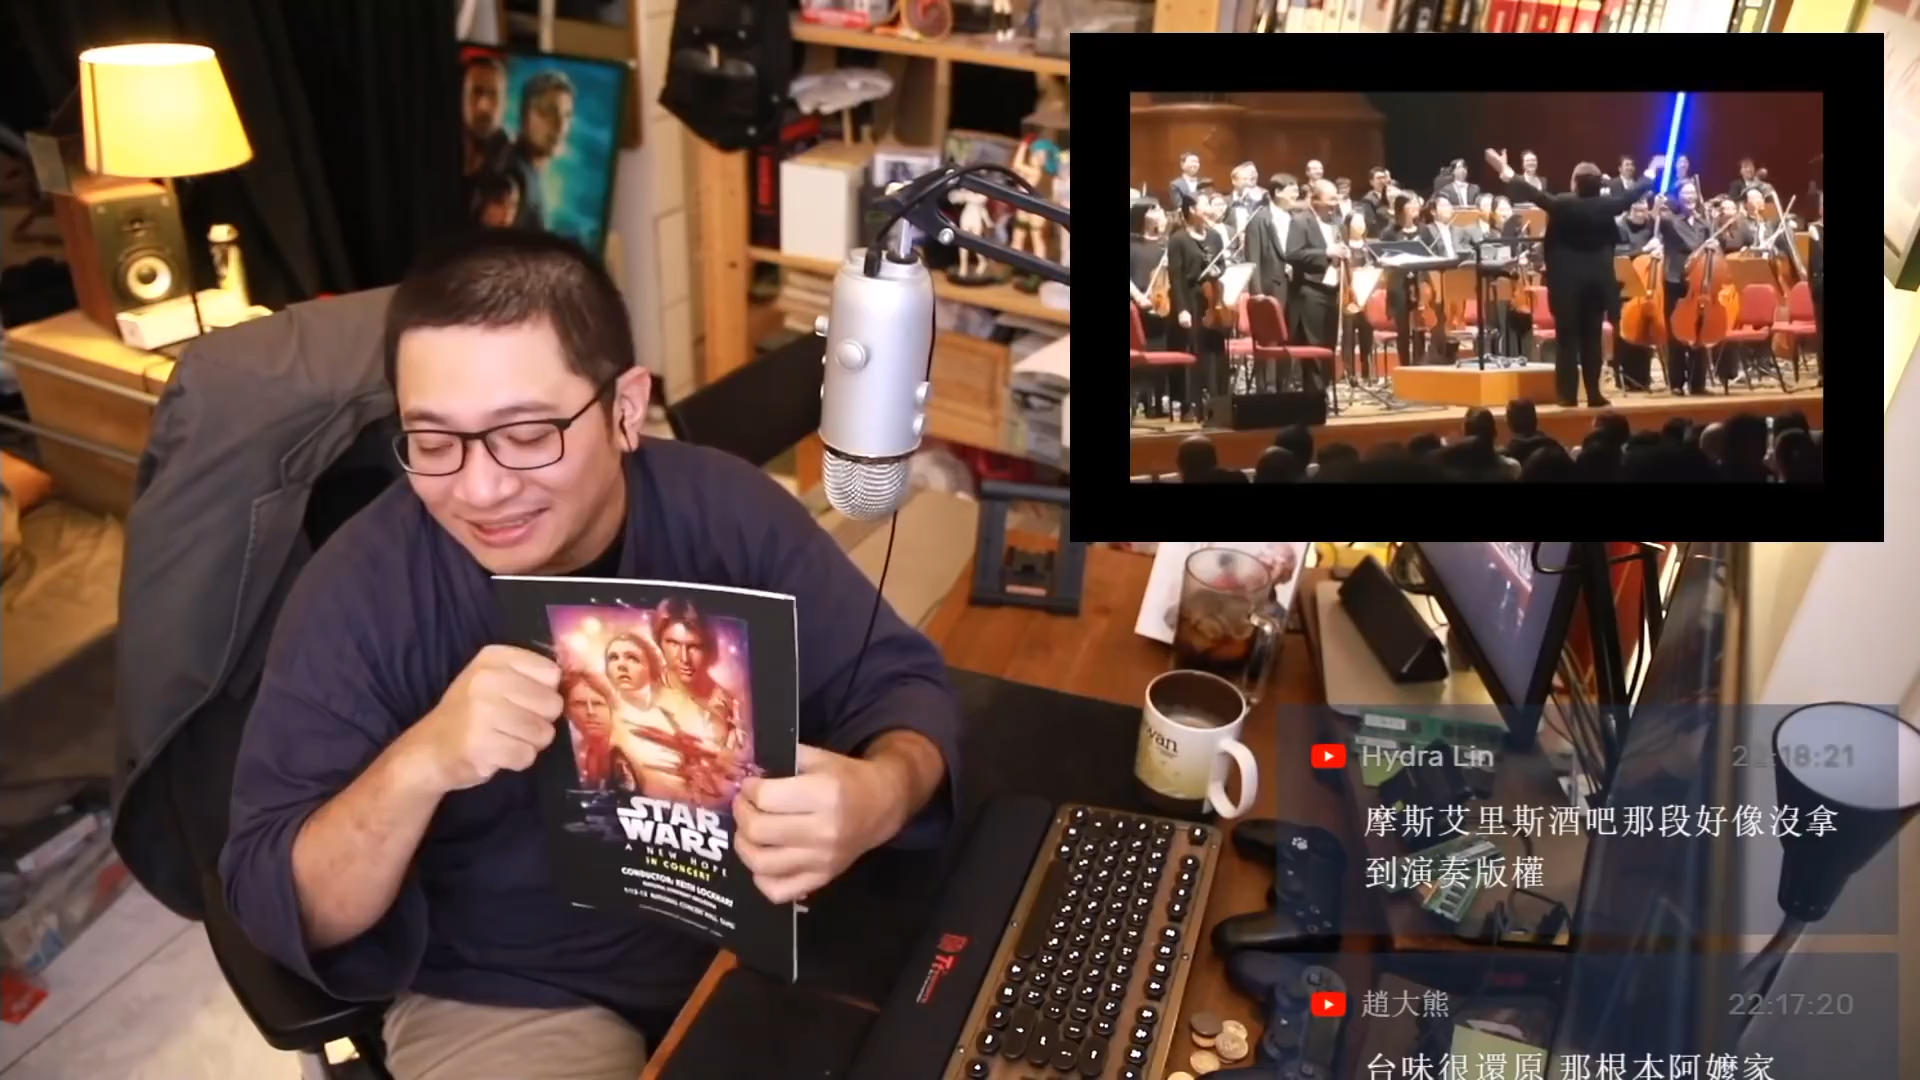 STAR
WARS
A NEW HOPE
IN CONCERT
CONDUCTOR: KEITH LOCKHART
Hydra Lin
摩斯艾里斯酒吧那段好像沒拿
到演奏版權
趙大熊
22:17:20
台味很還原 那根本阿嬤家